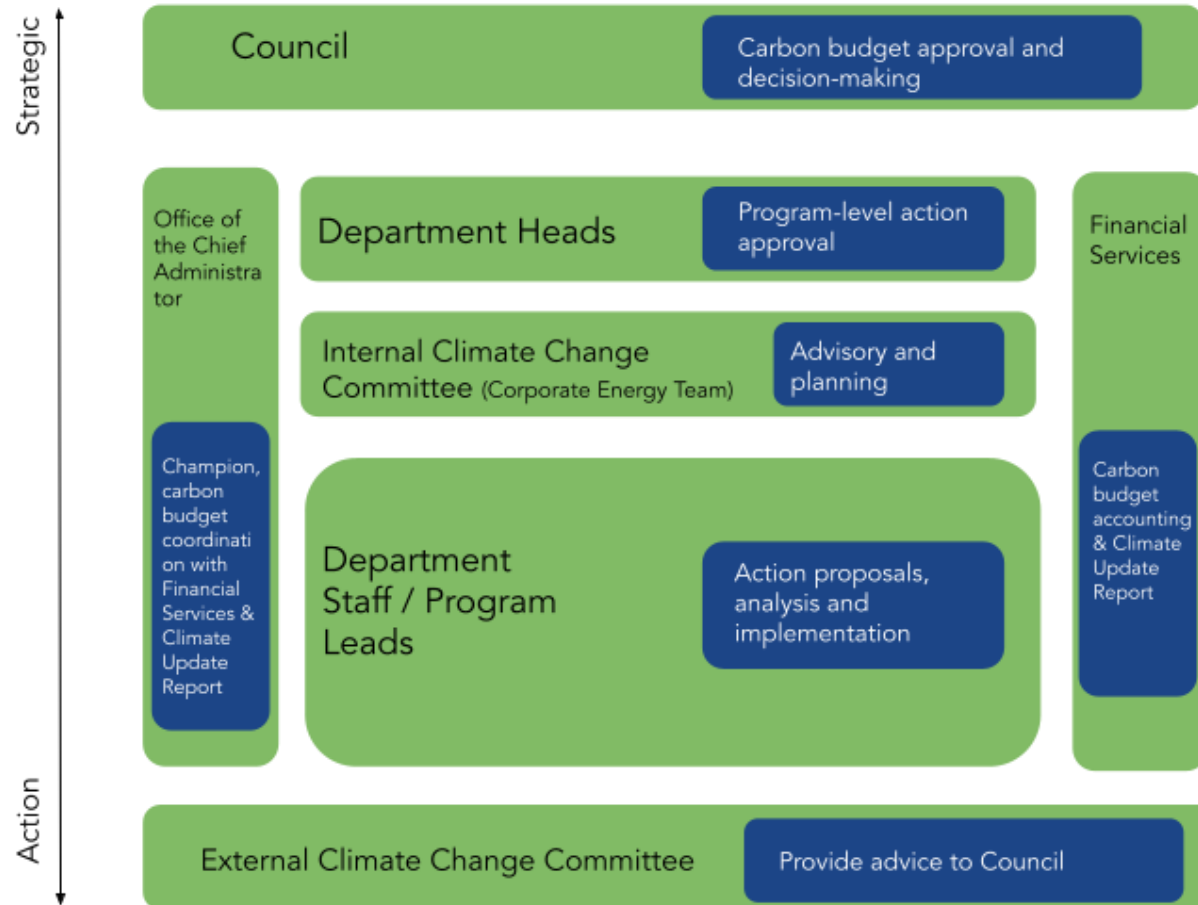 Strategic
Council
Carbon budget approval and
decision-making
Office of
the Chief
Administra
tor
Champion,
carbon
budget
coordinati
on with
Financial
Services &
Climate
Update
Report
Department Heads
Program-level action
approval
Internal Climate Change
Committee (Corporate Energy Team)
Advisory and
planning
Department
Staff / Program
Leads
Action proposals,
analysis and
implementation
Financial
Services
Carbon
budget
accounting
& Climate
Update
Report
Action
External Climate Change Committee
Provide advice to Council